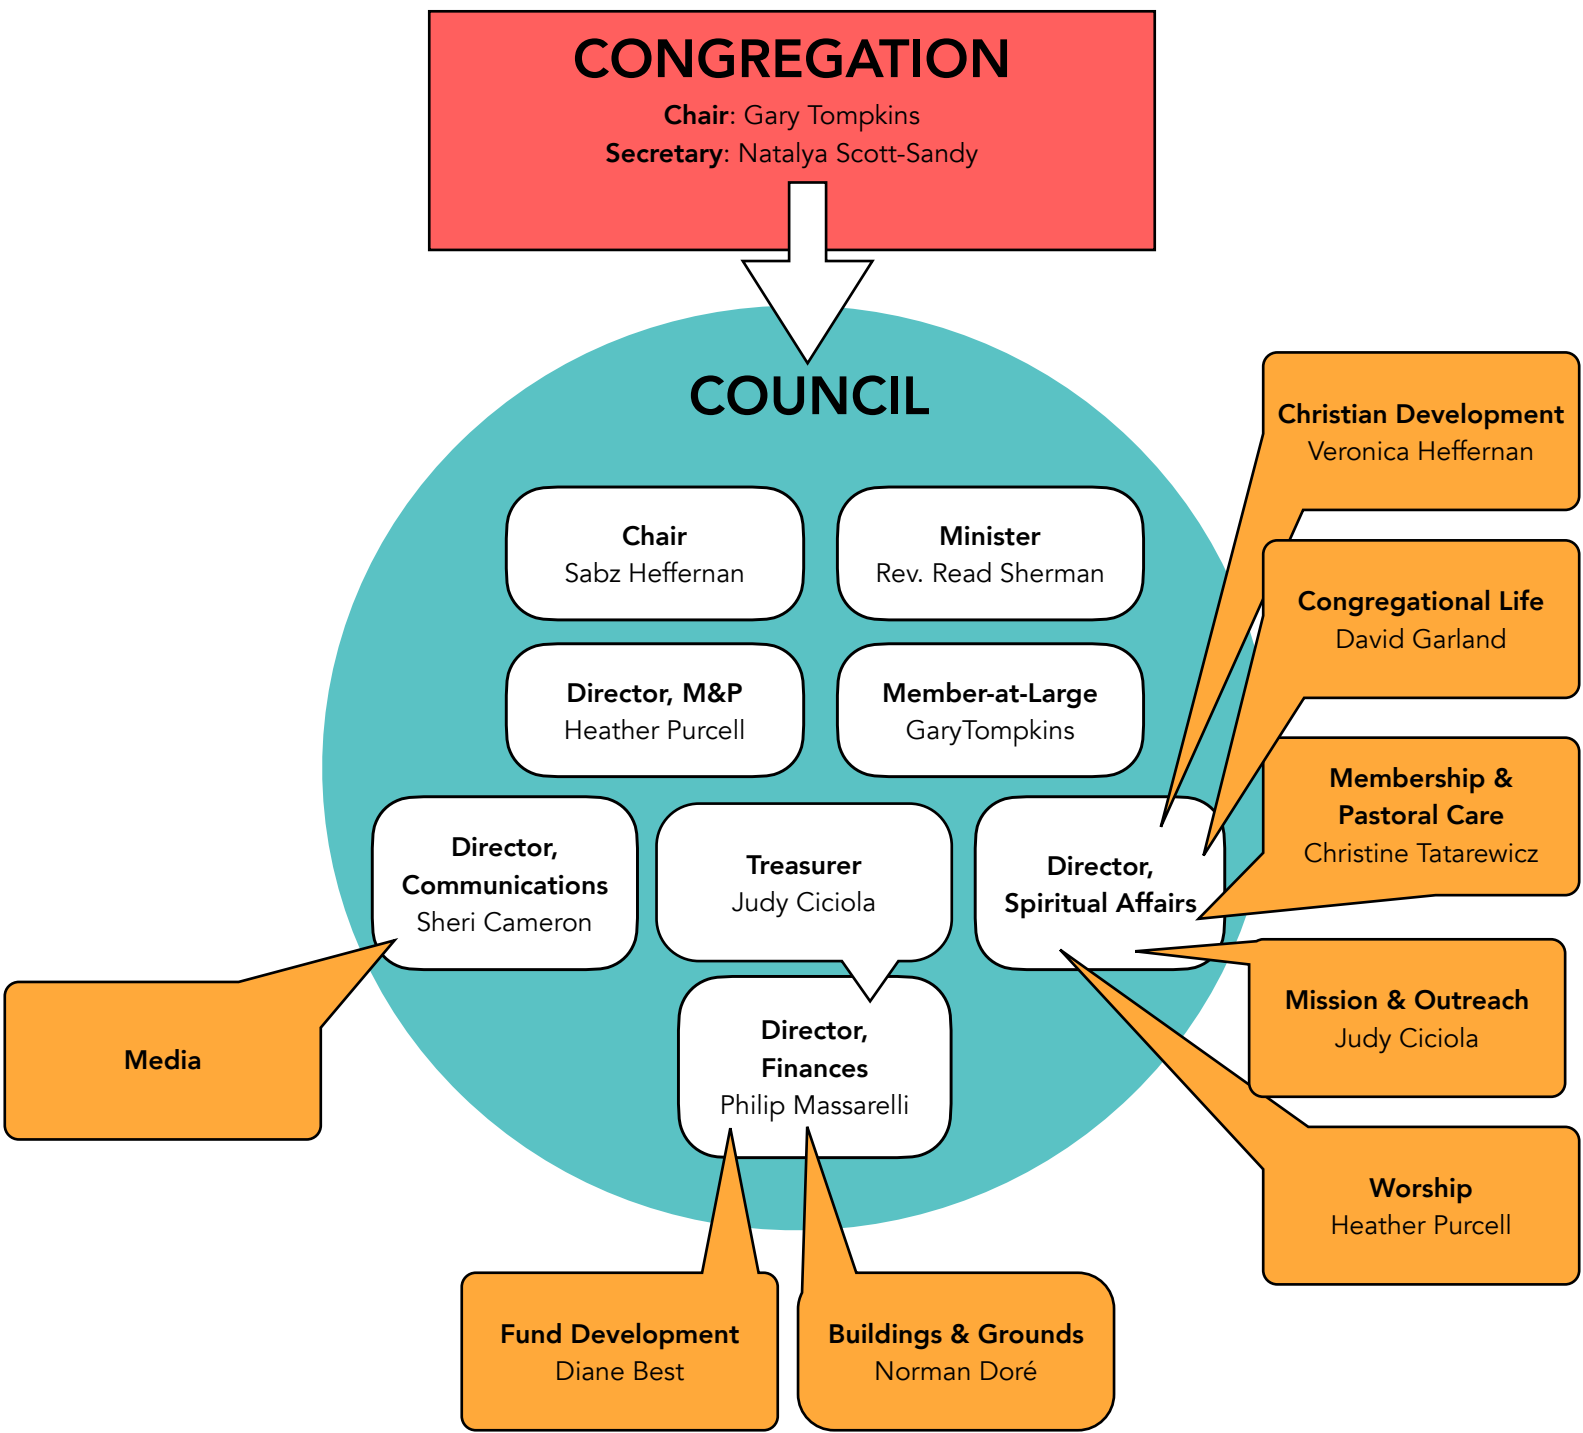 CONGREGATION
Chair: Gary Tompkins
Secretary: Natalya Scott-Sandy
COUNCIL
Chair
Sabz Heffernan
Minister
Rev. Read Sherman
Director, M&P
Heather Purcell
Member-at-Large
GaryTompkins
Director,
Communications
Sheri Cameron
Treasurer
Judy Ciciola
Director,
Spiritual Affairs
Director,
Finances
Philip Massarelli
Christian Development
Veronica Heffernan
Congregational Life
David Garland
Membership &
Pastoral Care
Christine Tatarewicz
Mission & Outreach
Judy Ciciola
Worship
Heather Purcell
Media
Fund Development
Diane Best
Buildings & Grounds
Norman Doré